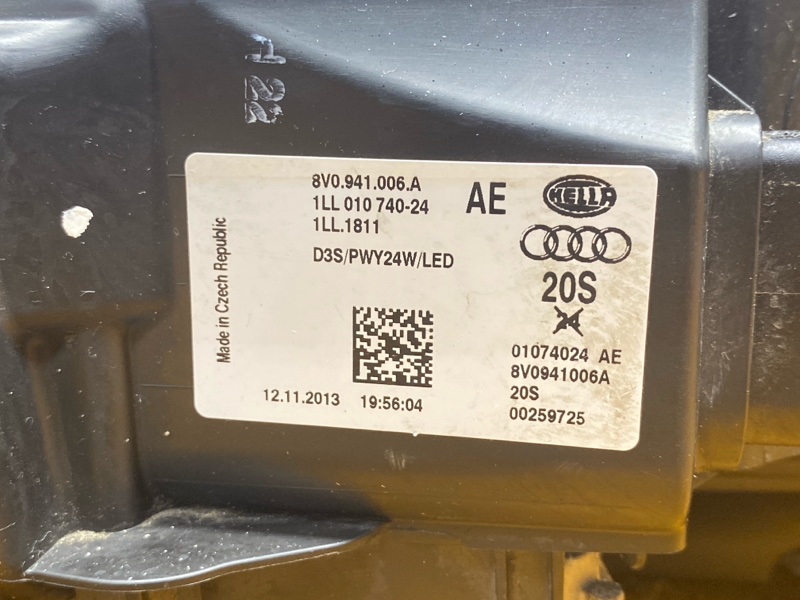 8V0.941.006.A
1LL 010 740-24
1LL.1811
AE
HELLA
D3S/PWY24W/LED
20S
Made in Czech Republic
12.11.2013 19:56:04
01074024 AE
8V0941006A
20S
00259725